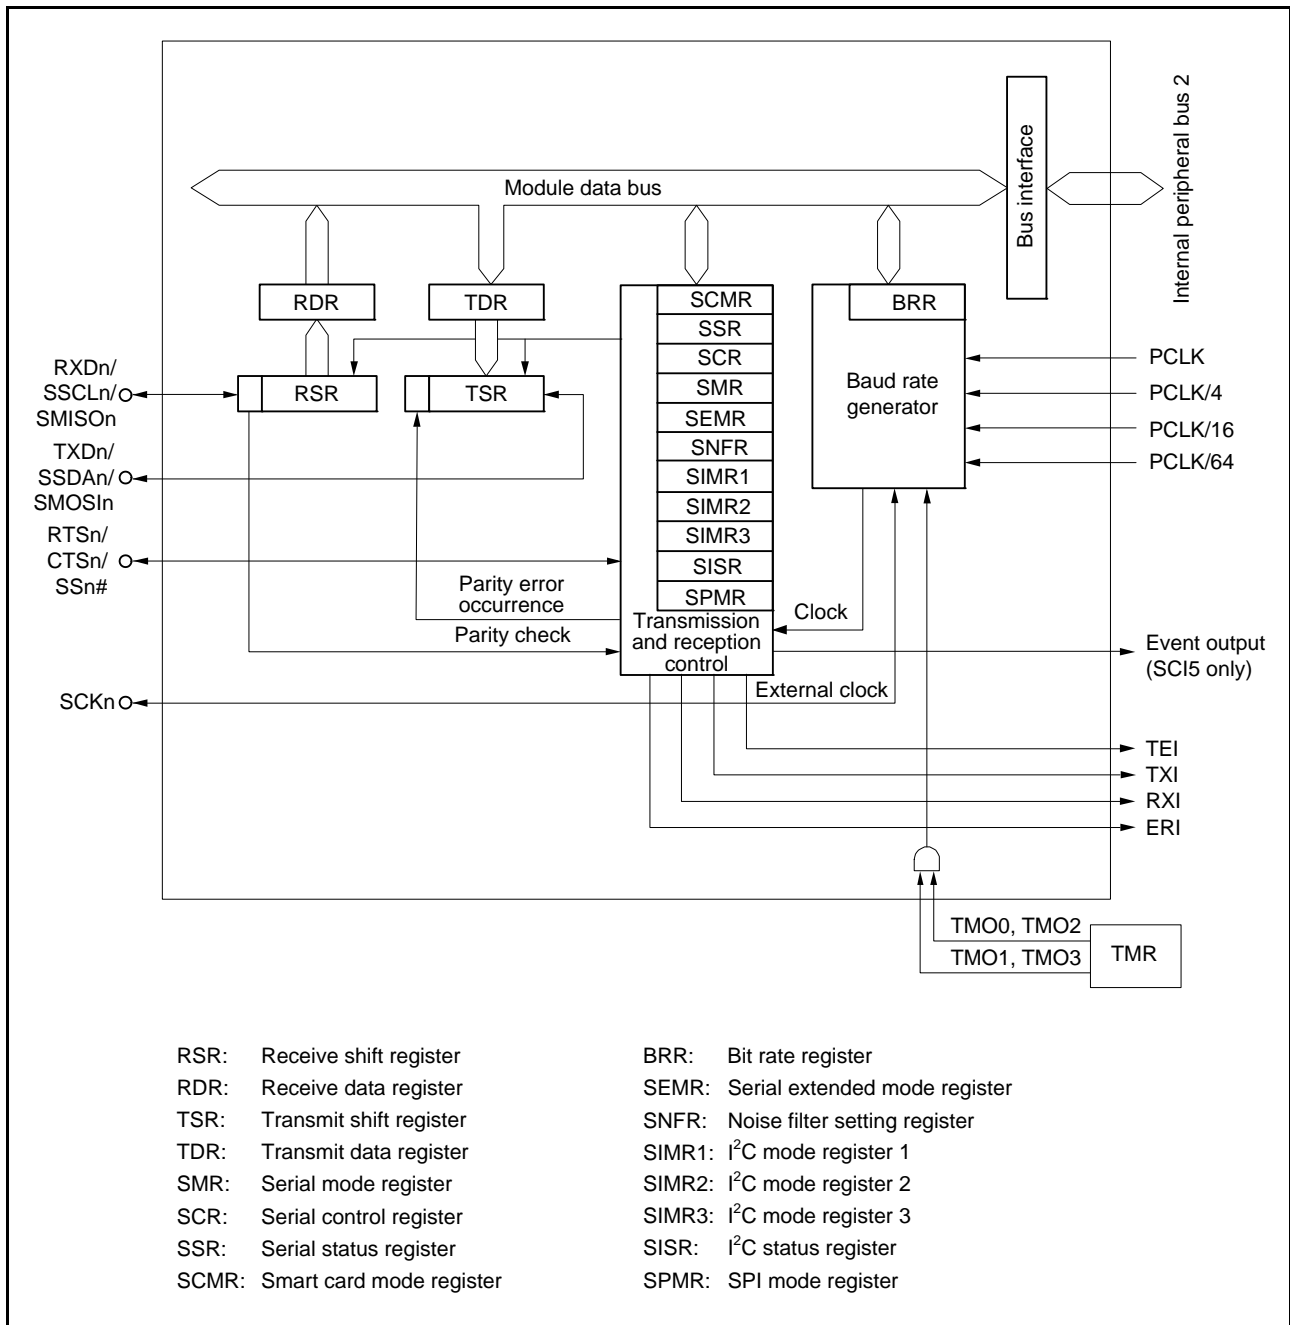 Module data bus
Bus interface
Internal peripheral bus 2
RDR
TDR
RSR
TSR
SCMR
SSR
SCR
SMR
SEMR
SNFR
SIMR1
SIMR2
SIMR3
SISR
SPMR
Transmission
and reception
control
BRR
Baud rate
generator
PCLK
PCLK/4
PCLK/16
PCLK/64
RXDn/
SSCLn/
SMISOn
TXDn/
SSDAn/
SMOSIn
RTSn/
CTSn/
SSn#
SCKn
Parity error
occurrence
Parity check
Clock
External clock
Event output
(SCI5 only)
TEI
TXI
RXI
ERI
TMO0, TMO2
TMO1, TMO3
TMR
RSR: Receive shift register
RDR: Receive data register
TSR: Transmit shift register
TDR: Transmit data register
SMR: Serial mode register
SCR: Serial control register
SSR: Serial status register
SCMR: Smart card mode register
BRR: Bit rate register
SEMR: Serial extended mode register
SNFR: Noise filter setting register
SIMR1: I²C mode register 1
SIMR2: I²C mode register 2
SIMR3: I²C mode register 3
SISR: I²C status register
SPMR: SPI mode register